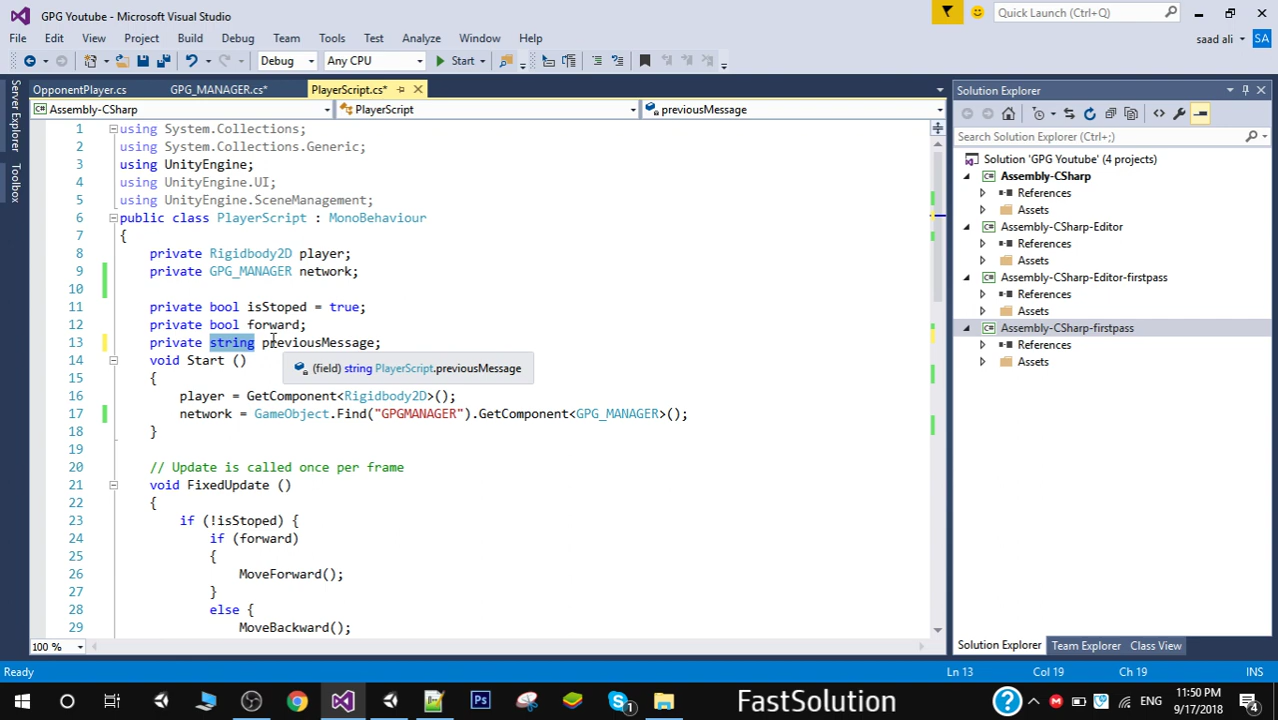 GPG Youtube - Microsoft Visual Studio
Quick Launch (Ctrl+Q)
File Edit View Project Build Debug Team Tools Test Analyze Window Help
saad ali SA
Debug Any CPU Start
Server Explorer
Toolbox
OpponentPlayer.cs GPG_MANAGER.cs* PlayerScript.cs*
Assembly-CSharp PlayerScript previousMessage
1 using System.Collections;
2 using System.Collections.Generic;
3 using UnityEngine;
4 using UnityEngine.UI;
5 using UnityEngine.SceneManagement;
6 public class PlayerScript : MonoBehaviour
7 {
8 private Rigidbody2D player;
9 private GPG_MANAGER network;
10
11 private bool isStoped = true;
12 private bool forward;
13 private string previousMessage;
14 void Start ()
(field) string PlayerScript.previousMessage
15 {
16 player = GetComponent<Rigidbody2D>();
17 network = GameObject.Find("GPGMANAGER").GetComponent<GPG_MANAGER>();
18 }
19
20 // Update is called once per frame
21 void FixedUpdate ()
22 {
23 if (!isStoped) {
24 if (forward)
25 {
26 MoveForward();
27 }
28 else {
29 MoveBackward();
100 %
Solution Explorer
Search Solution Explorer (Ctrl+;)
Solution 'GPG Youtube' (4 projects)
Assembly-CSharp
References
Assets
Assembly-CSharp-Editor
References
Assets
Assembly-CSharp-Editor-firstpass
References
Assets
Assembly-CSharp-firstpass
References
Assets
Solution Explorer Team Explorer Class View
Ready Ln 13 Col 19 Ch 19 INS
FastSolution
ENG
11:50 PM
9/17/2018
4